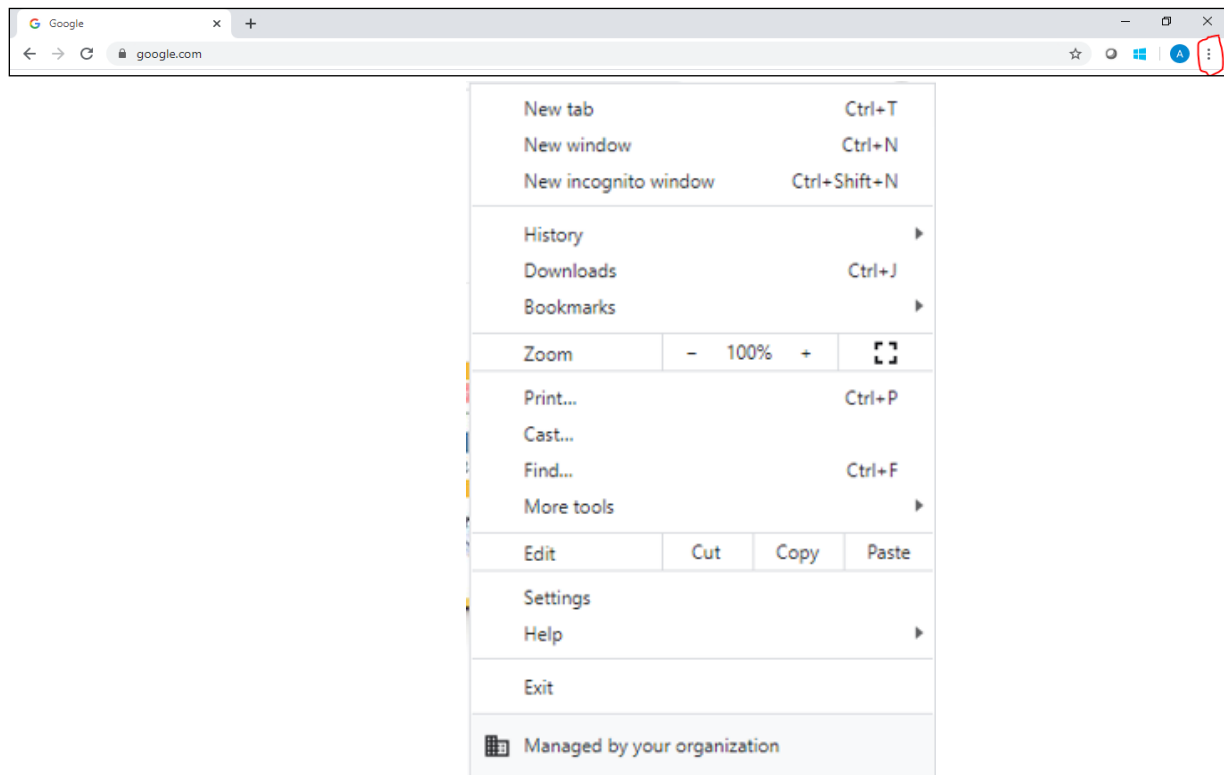 Google
google.com
A
New tab Ctrl+T
New window Ctrl+N
New incognito window Ctrl+Shift+N
History
Downloads Ctrl+J
Bookmarks
Zoom - 100% +
Print... Ctrl+P
Cast...
Find... Ctrl+F
More tools
Edit Cut Copy Paste
Settings
Help
Exit
Managed by your organization